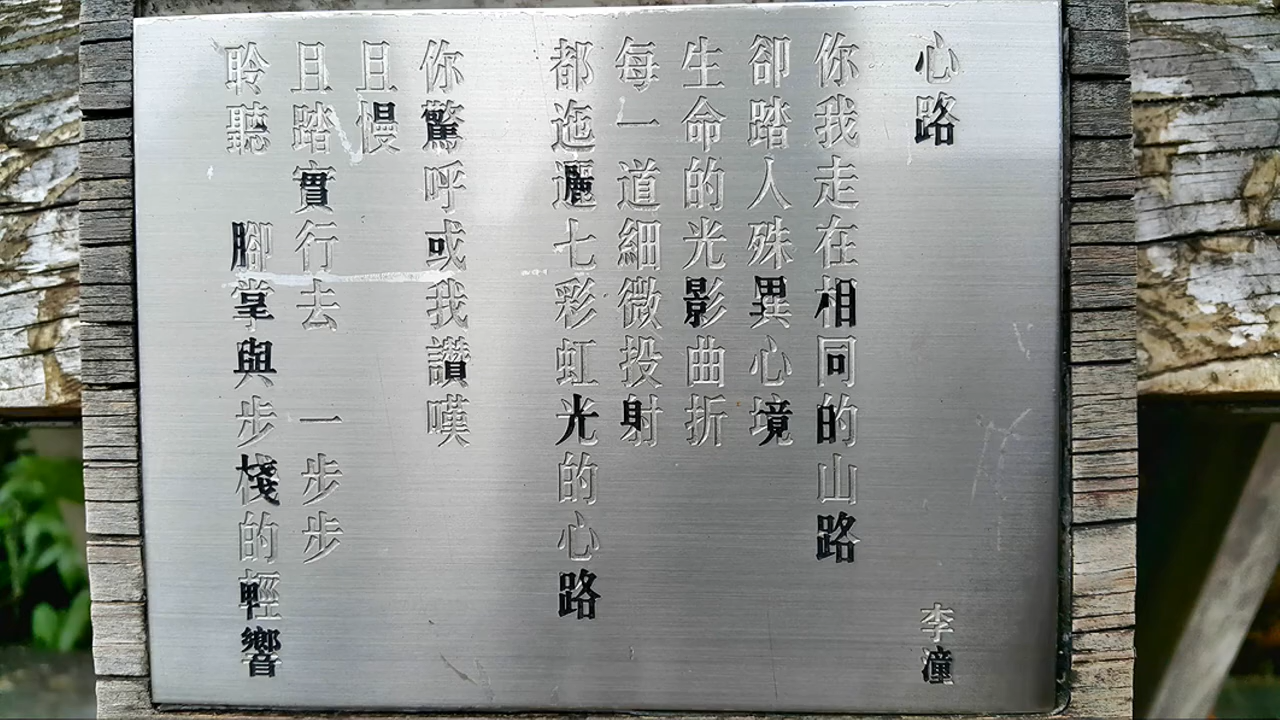 心路 李潼
你我走在相同的山路
卻踏入殊異心境
生命的光影曲折
每一道細微投射
都迤邐七彩虹光的心路
你驚呼或我讚嘆
且慢
且踏實行去 一步步
聆聽 腳掌與步棧的輕響